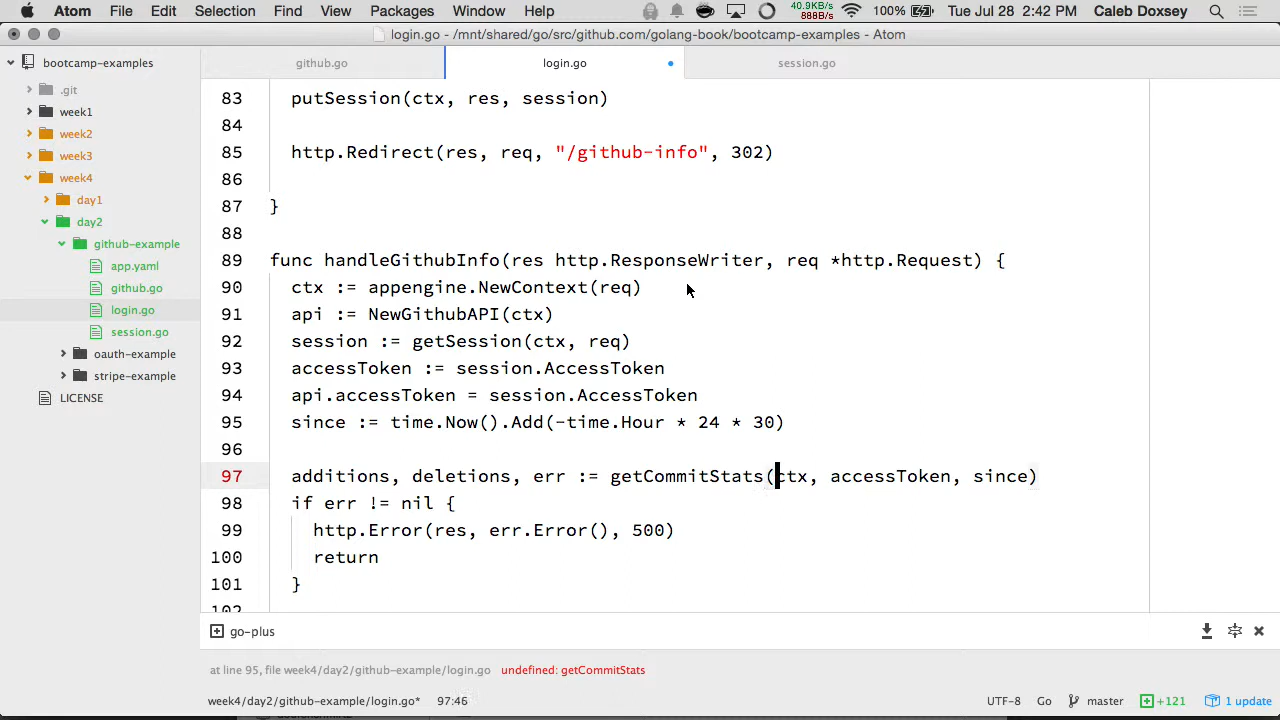 Atom File Edit Selection Find View Packages Window Help 40.9KB/s 888B/s 100% Tue Jul 28 2:42 PM Caleb Doxsey
login.go - /mnt/shared/go/src/github.com/golang-book/bootcamp-examples - Atom
bootcamp-examples
github.go login.go session.go
.git
week1
week2
week3
week4
day1
day2
github-example
app.yaml
github.go
login.go
session.go
oauth-example
stripe-example
LICENSE
83 putSession(ctx, res, session)
84
85 http.Redirect(res, req, "/github-info", 302)
86
87 }
88
89 func handleGithubInfo(res http.ResponseWriter, req *http.Request) {
90 ctx := appengine.NewContext(req)
91 api := NewGithubAPI(ctx)
92 session := getSession(ctx, req)
93 accessToken := session.AccessToken
94 api.accessToken = session.AccessToken
95 since := time.Now().Add(-time.Hour * 24 * 30)
96
97 additions, deletions, err := getCommitStats(ctx, accessToken, since)
98 if err != nil {
99 http.Error(res, err.Error(), 500)
100 return
101 }
102
go-plus
at line 95, file week4/day2/github-example/login.go undefined: getCommitStats
week4/day2/github-example/login.go* 97:46 UTF-8 Go master +121 1 update